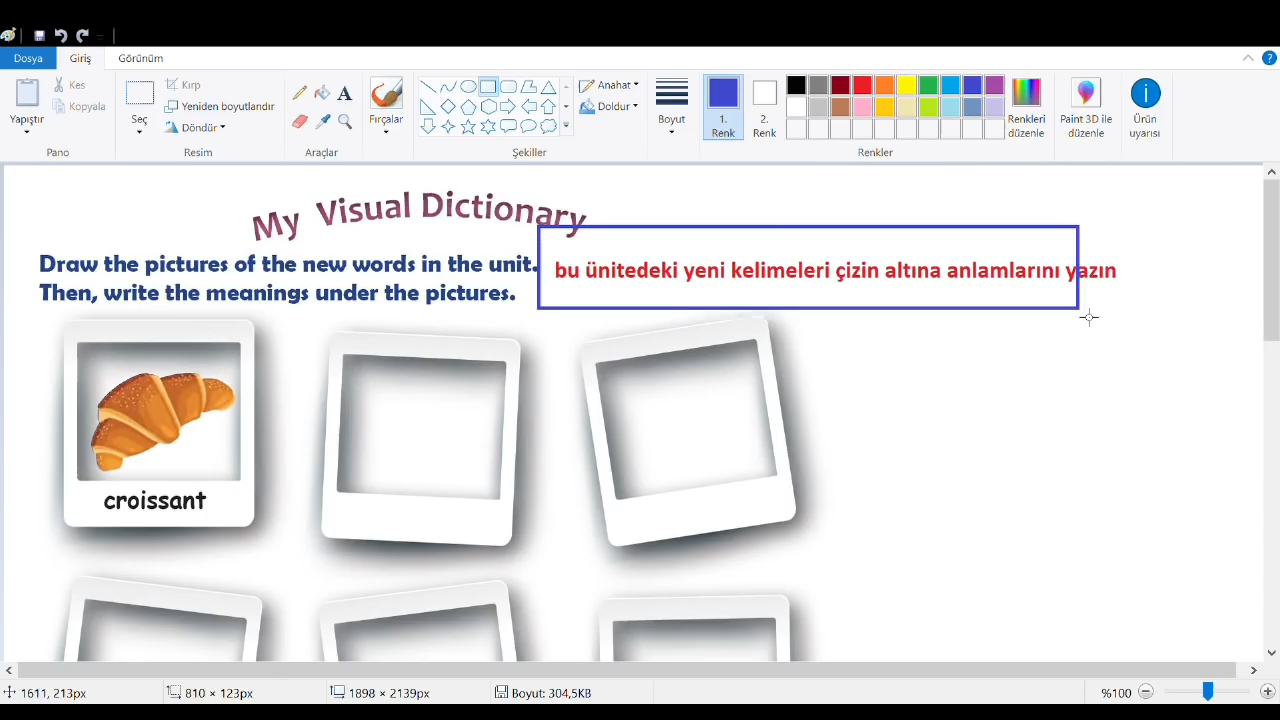 Dosya Giriş Görünüm
Yapıştır
Kes
Kopyala
Pano
Seç
Kırp
Yeniden boyutlandır
Döndür
Resim
A
Araçlar
Fırçalar
Anahat
Doldur
Şekiller
Boyut
1.
Renk
2.
Renk
Renkleri
düzenle
Renkler
Paint 3D ile
düzenle
Ürün
uyarısı
My Visual Dictionary
Draw the pictures of the new words in the unit.
Then, write the meanings under the pictures.
bu ünitedeki yeni kelimeleri çizin altına anlamlarını yazın
croissant
1611, 213px
810 × 123px
1898 × 2139px
Boyut: 304,5KB
%100